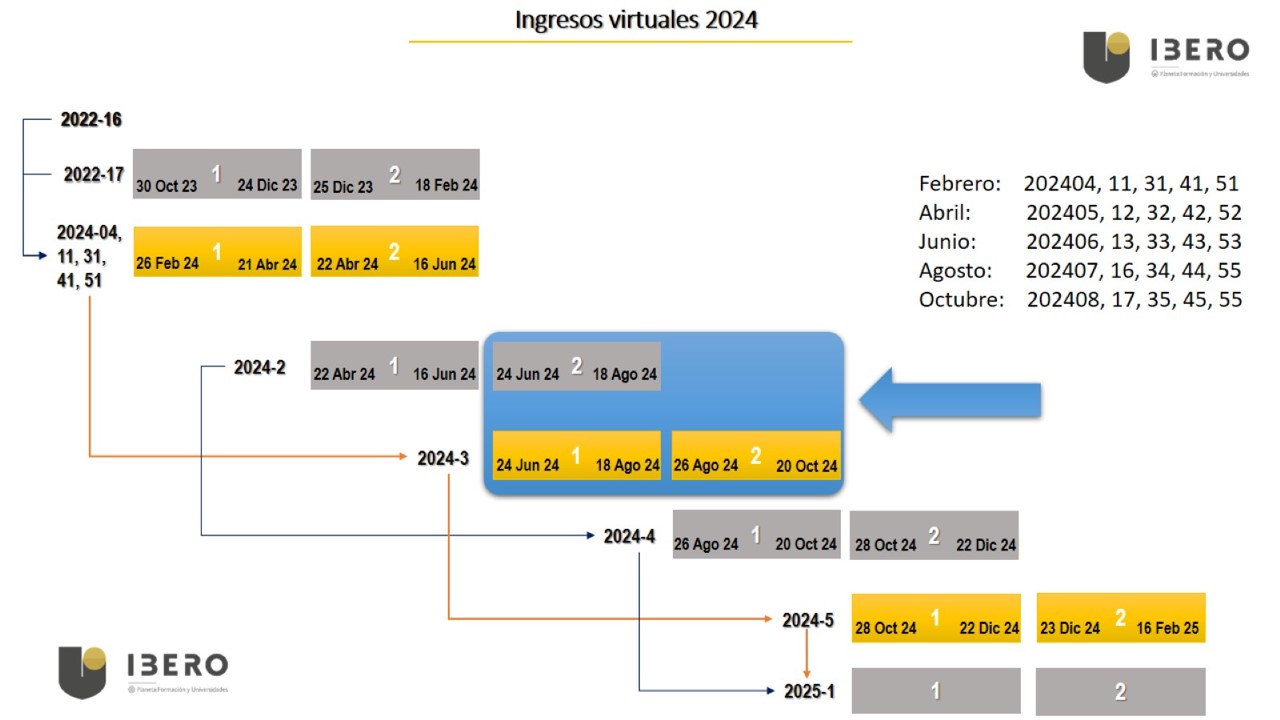 Ingresos virtuales 2024
IBERO
Planeta Formación y Universidades
2022-16
2022-17
30 Oct 23 1 24 Dic 23
25 Dic 23 2 18 Feb 24
2024-04,
11, 31,
41, 51
26 Feb 24 1 21 Abr 24
22 Abr 24 2 16 Jun 24
Febrero: 202404, 11, 31, 41, 51
Abril: 202405, 12, 32, 42, 52
Junio: 202406, 13, 33, 43, 53
Agosto: 202407, 16, 34, 44, 55
Octubre: 202408, 17, 35, 45, 55
2024-2
22 Abr 24 1 16 Jun 24
24 Jun 24 2 18 Ago 24
2024-3
24 Jun 24 1 18 Ago 24
26 Ago 24 2 20 Oct 24
2024-4
26 Ago 24 1 20 Oct 24
28 Oct 24 2 22 Dic 24
2024-5
28 Oct 24 1 22 Dic 24
23 Dic 24 2 16 Feb 25
2025-1
1
2
IBERO
Planeta Formación y Universidades